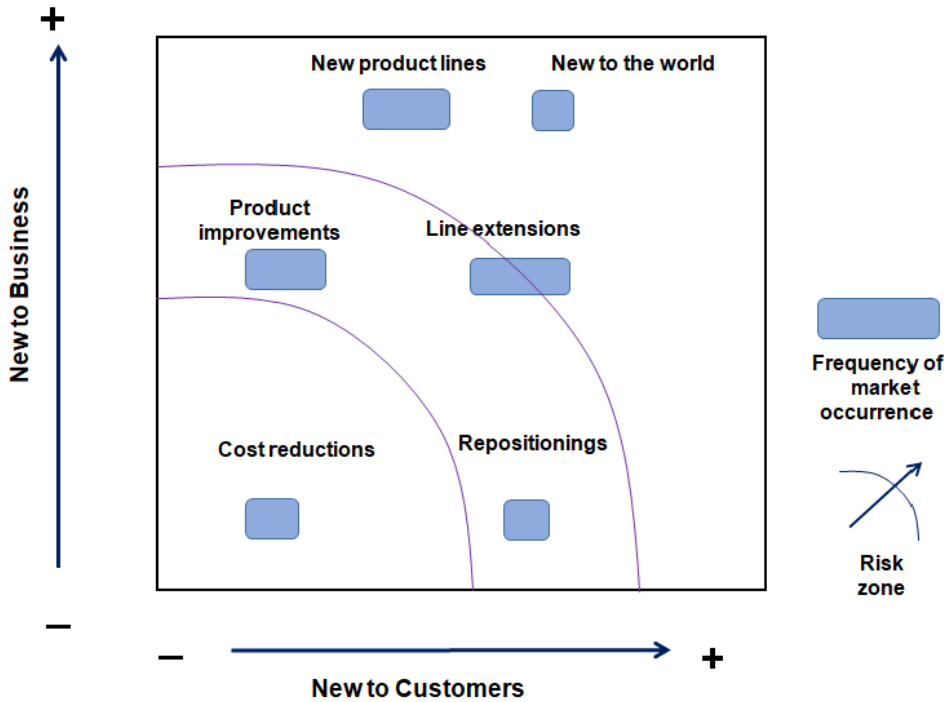 +
New product lines
New to the world
Product
improvements
Line extensions
New to Business
Frequency of
market
occurrence
Cost reductions
Repositionings
Risk
zone
–
–
+
New to Customers